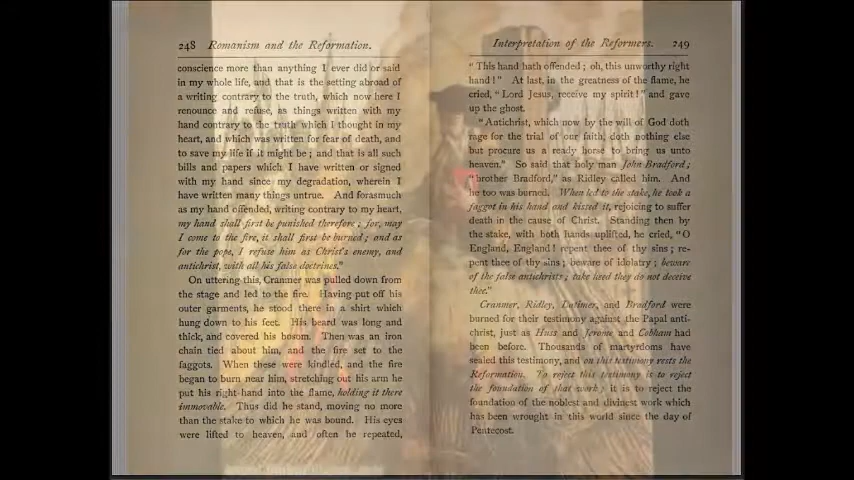 248 Romanism and the Reformation.
conscience more than anything I ever did or said
in my whole life, and that is the setting abroad of
a writing contrary to the truth, which now here I
renounce and refuse, as things written with my
hand contrary to the truth which I thought in my
heart, and which was written for fear of death, and
to save my life if it might be ; and that is all such
bills and papers which I have written or signed
with my hand since my degradation, wherein I
have written many things untrue. And forasmuch
as my hand offended, writing contrary to my heart,
my hand shall first be punished therefore ; for, may
I come to the fire, it shall first be burned ; and as
for the pope, I refuse him as Christ's enemy, and
antichrist, with all his false doctrines."
On uttering this, Cranmer was pulled down from
the stage and led to the fire. Having put off his
outer garments, he stood there in a shirt which
hung down to his feet. His beard was long and
thick, and covered his bosom. Then was an iron
chain tied about him, and the fire set to the
faggots. When these were kindled, and the fire
began to burn near him, stretching out his arm he
put his right hand into the flame, holding it there
immovable. Thus did he stand, moving no more
than the stake to which he was bound. His eyes
were lifted to heaven, and often he repeated,
Interpretation of the Reformers. 249
" This hand hath offended ; oh, this unworthy right
hand ! " At last, in the greatness of the flame, he
cried, " Lord Jesus, receive my spirit ! " and gave
up the ghost.
"Antichrist, which now by the will of God doth
rage for the trial of our faith, doth nothing else
but procure us a ready horse to bring us unto
heaven." So said that holy man John Bradford ;
"brother Bradford," as Ridley called him. And
he too was burned. When led to the stake, he took a
faggot in his hand and kissed it, rejoicing to suffer
death in the cause of Christ. Standing then by
the stake, with both hands uplifted, he cried, "O
England, England ! repent thee of thy sins ; re-
pent thee of thy sins ; beware of idolatry ; beware
of the false antichrists ; take heed they do not deceive
thee."
Cranmer, Ridley, Latimer, and Bradford were
burned for their testimony against the Papal anti-
christ, just as Huss and Jerome and Cobham had
been before. Thousands of martyrdoms have
sealed this testimony, and on this testimony rests the
Reformation. To reject this testimony is to reject
the foundation of that work ; it is to reject the
foundation of the noblest and divinest work which
has been wrought in this world since the day of
Pentecost.